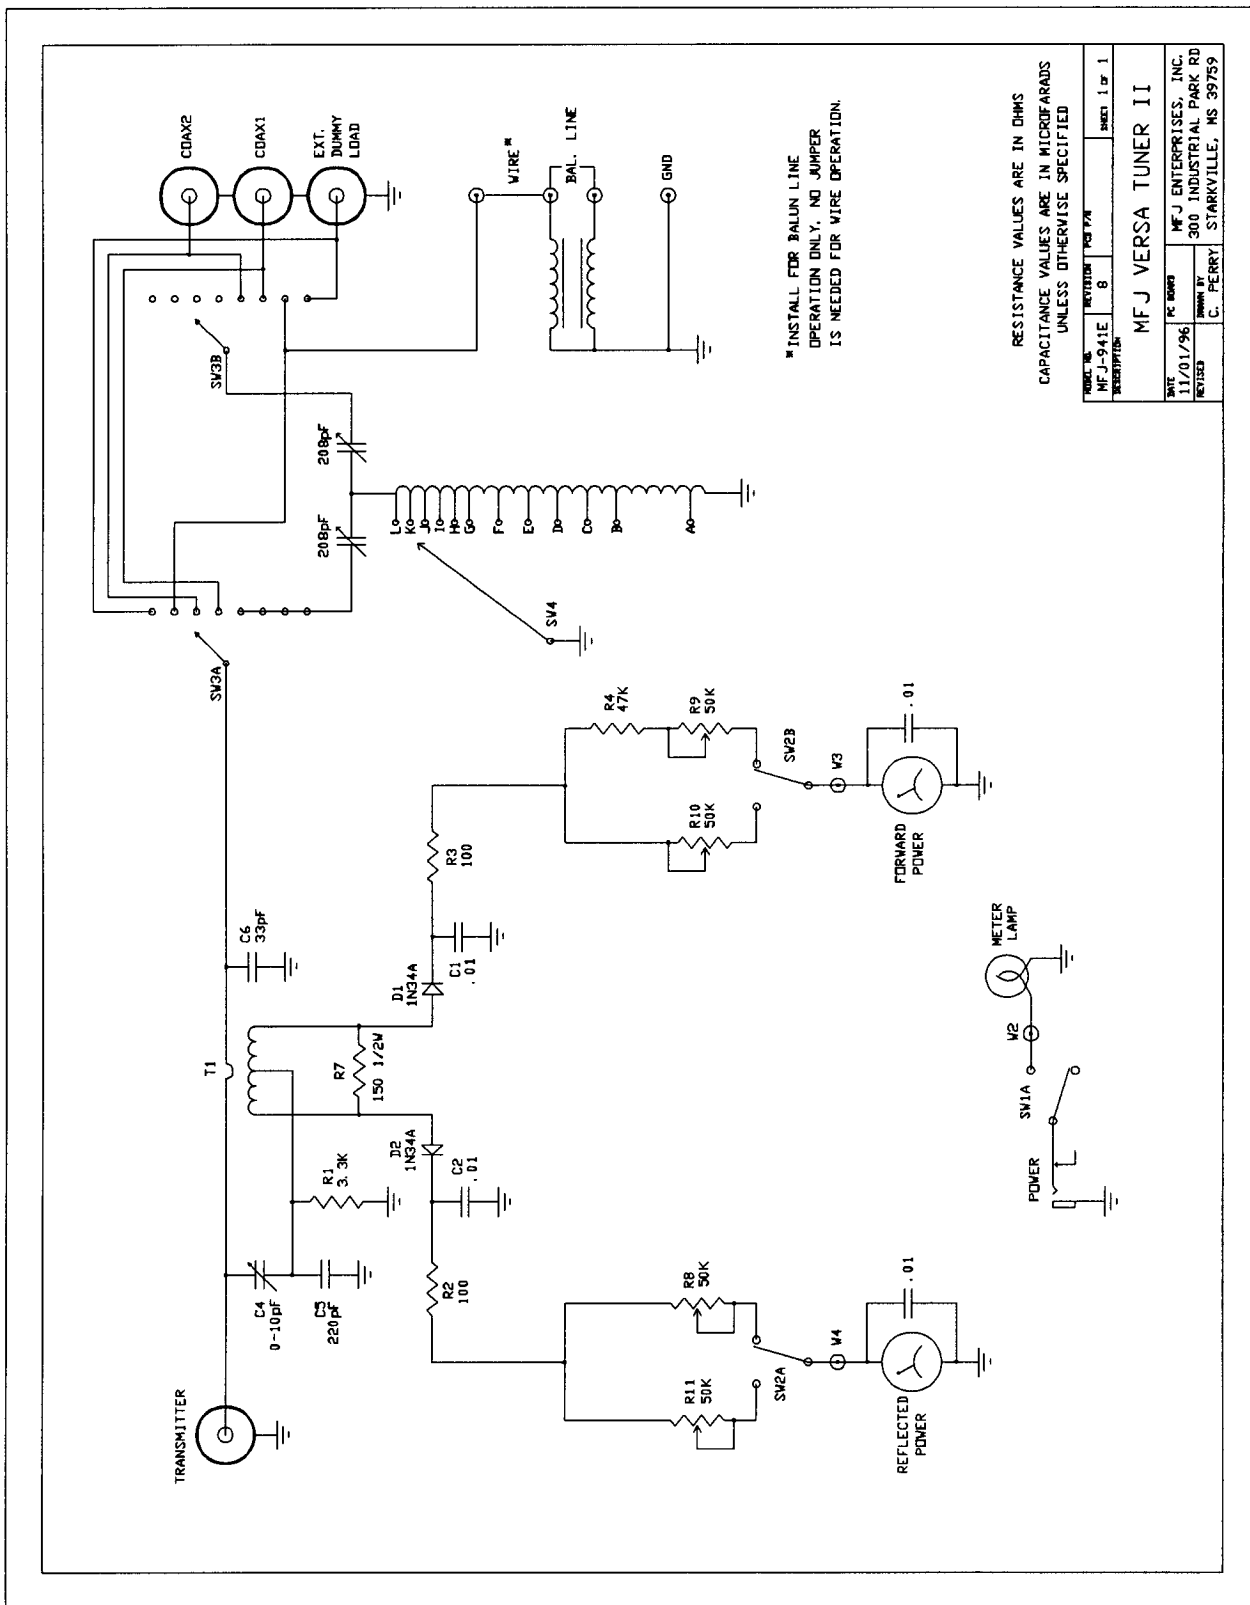 TRANSMITTER
C4
0-10pF
C5
220pF
R1
3.3K
T1
C6
33pF
R7
150 1/2W
D2
1N34A
D1
1N34A
C2
.01
C1
.01
R2
100
R3
100
R11
50K
R8
50K
SW2A
W4
REFLECTED
POWER
.01
R10
50K
R4
47K
R9
50K
SW2B
W3
FORWARD
POWER
.01
POWER
SW1A
W2
METER
LAMP
SW3A
SW3B
208pF
208pF
L
K
J
I
H
G
F
E
D
C
B
A
SW4
COAX2
COAX1
EXT.
DUMMY
LOAD
WIRE*
BAL. LINE
GND
*INSTALL FOR BALUN LINE
OPERATION ONLY. NO JUMPER
IS NEEDED FOR WIRE OPERATION.
RESISTANCE VALUES ARE IN OHMS
CAPACITANCE VALUES ARE IN MICROFARADS
UNLESS OTHERWISE SPECIFIED
MODEL NO.
MFJ-941E
REVISION
8
PCB P/N
SHEET 1 OF 1
DESCRIPTION
MFJ VERSA TUNER II
DATE
11/01/96
PC BOARD
REVISED
DRAWN BY
C. PERRY
MFJ ENTERPRISES, INC.
300 INDUSTRIAL PARK RD
STARKVILLE, MS 39759